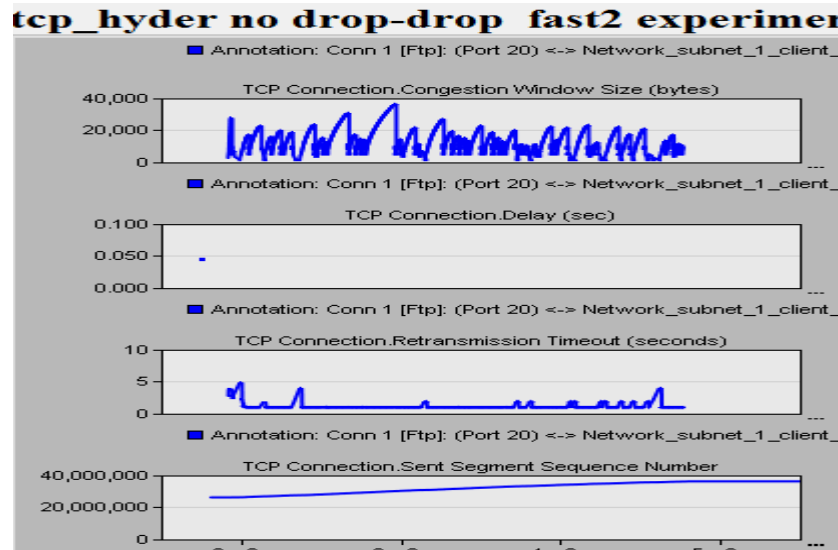 tcp_hyder no drop-drop fast2 experimen
Annotation: Conn 1 [Ftp]: (Port 20) <-> Network_subnet_1_client_
TCP Connection.Congestion Window Size (bytes)
40,000
20,000
0
...
Annotation: Conn 1 [Ftp]: (Port 20) <-> Network_subnet_1_client_
TCP Connection.Delay (sec)
0.100
0.050
0.000
...
Annotation: Conn 1 [Ftp]: (Port 20) <-> Network_subnet_1_client_
TCP Connection.Retransmission Timeout (seconds)
10
5
0
...
Annotation: Conn 1 [Ftp]: (Port 20) <-> Network_subnet_1_client_
TCP Connection.Sent Segment Sequence Number
40,000,000
20,000,000
0
...